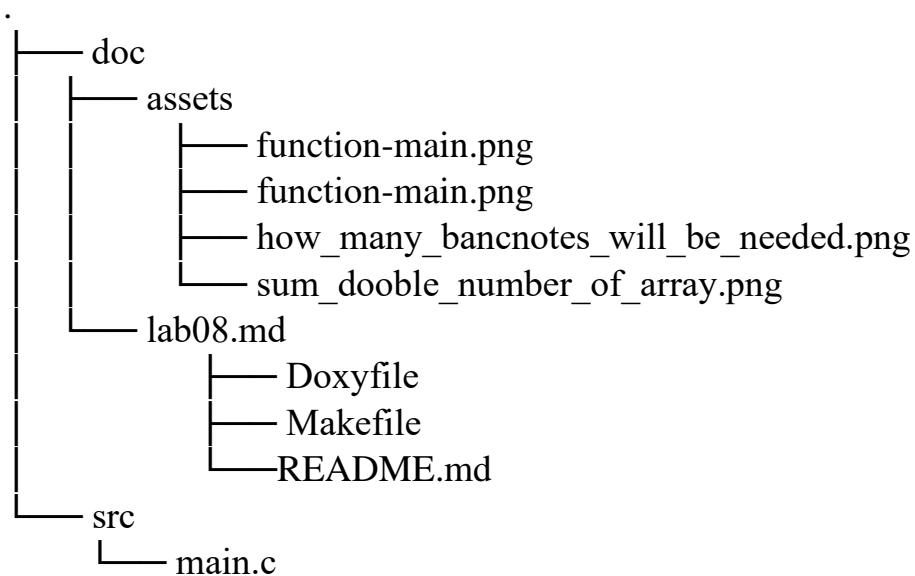 .
doc
assets
function-main.png
function-main.png
how_many_bancnotes_will_be_needed.png
sum_dooble_number_of_array.png
lab08.md
Doxyfile
Makefile
README.md
src
main.c